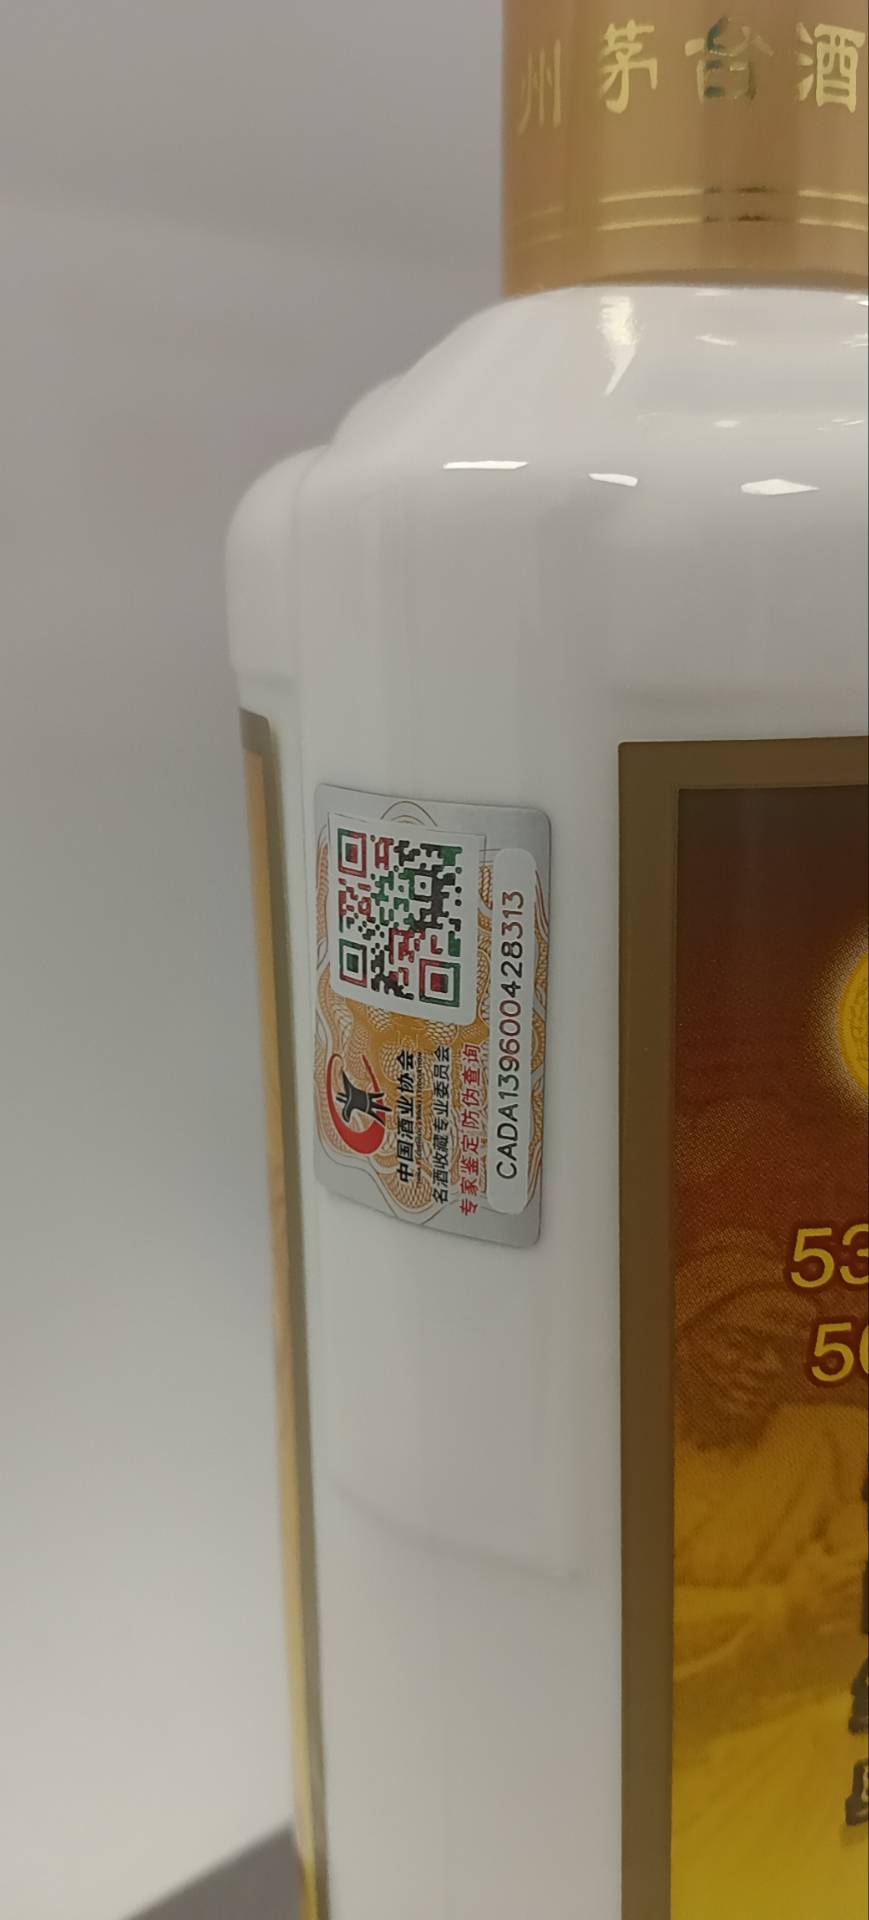 州茅台酒
中国酒业协会
名酒收藏专业委员会
专家鉴定 防伪查询
CADA139600428313
53
50